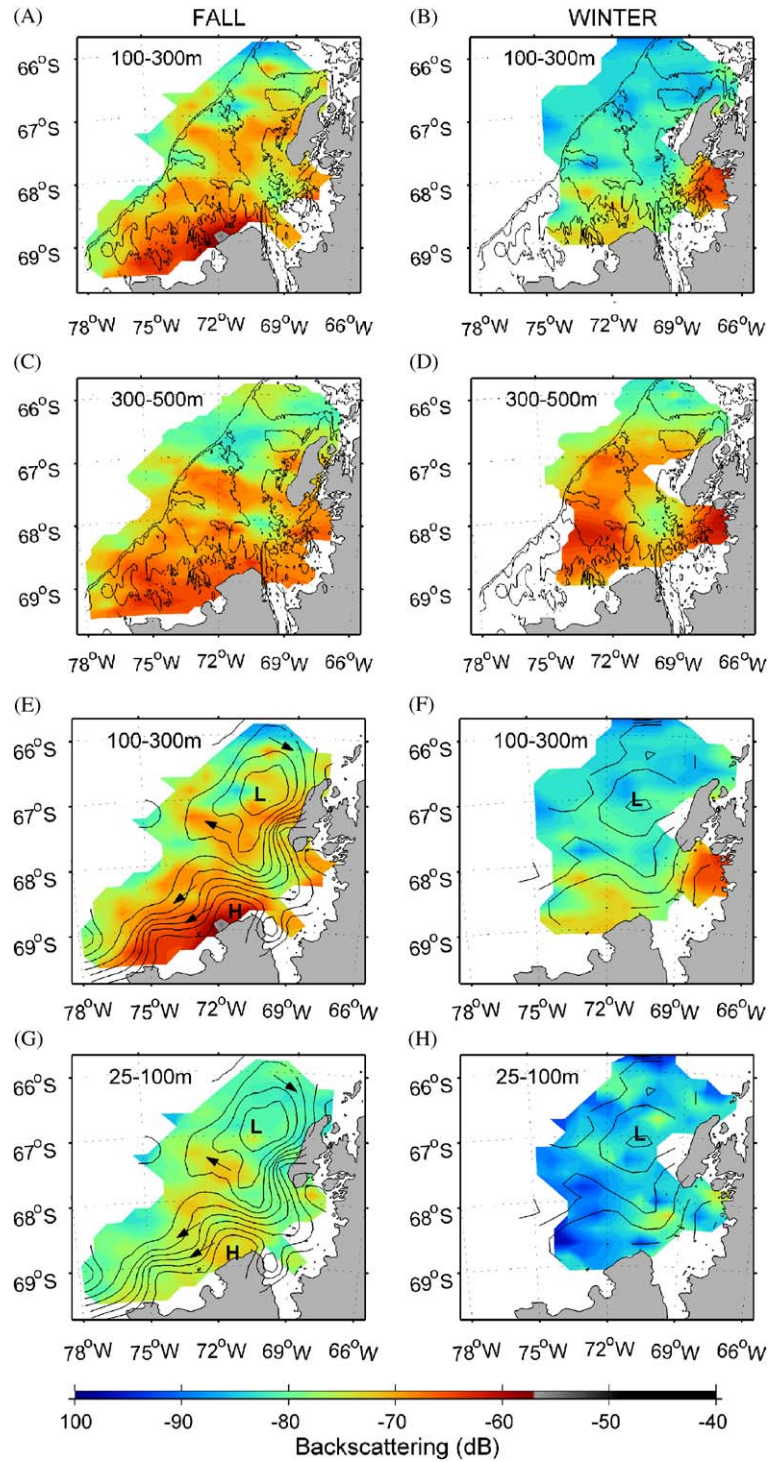 (A) FALL (B) WINTER
100-300m 100-300m
66°S 66°S
67°S 67°S
68°S 68°S
69°S 69°S
78°W 75°W 72°W 69°W 66°W 78°W 75°W 72°W 69°W 66°W
(C) (D)
300-500m 300-500m
66°S 66°S
67°S 67°S
68°S 68°S
69°S 69°S
78°W 75°W 72°W 69°W 66°W 78°W 75°W 72°W 69°W 66°W
(E) (F)
100-300m 100-300m
66°S 66°S
L L
67°S 67°S
68°S 68°S
H
69°S 69°S
78°W 75°W 72°W 69°W 66°W 78°W 75°W 72°W 69°W 66°W
(G) (H)
25-100m 25-100m
66°S 66°S
L L
67°S 67°S
68°S 68°S
H
69°S 69°S
78°W 75°W 72°W 69°W 66°W 78°W 75°W 72°W 69°W 66°W
100 -90 -80 -70 -60 -50 -40
Backscattering (dB)